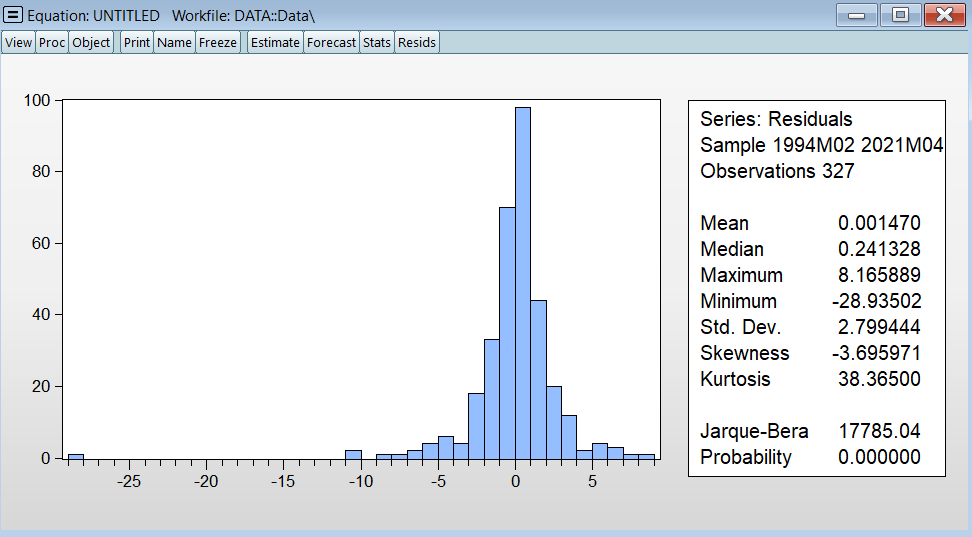 Equation: UNTITLED   Workfile: DATA::Data\
View Proc Object Print Name Freeze Estimate Forecast Stats Resids
100
80
60
40
20
0
-25 -20 -15 -10 -5 0 5
Series: Residuals
Sample 1994M02 2021M04
Observations 327
Mean 0.001470
Median 0.241328
Maximum 8.165889
Minimum -28.93502
Std. Dev. 2.799444
Skewness -3.695971
Kurtosis 38.36500
Jarque-Bera 17785.04
Probability 0.000000